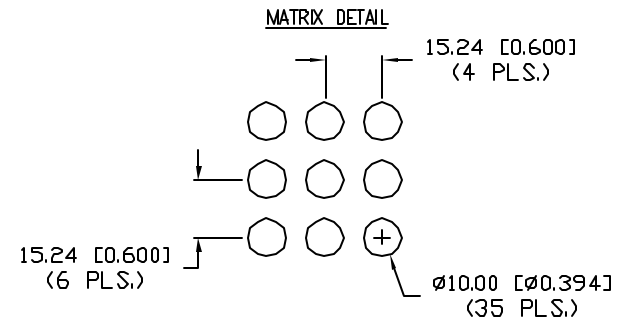 MATRIX DETAIL
15.24 [0.600]
(4 PLS.)
15.24 [0.600]
(6 PLS.)
Ø10.00 [Ø0.394]
(35 PLS.)